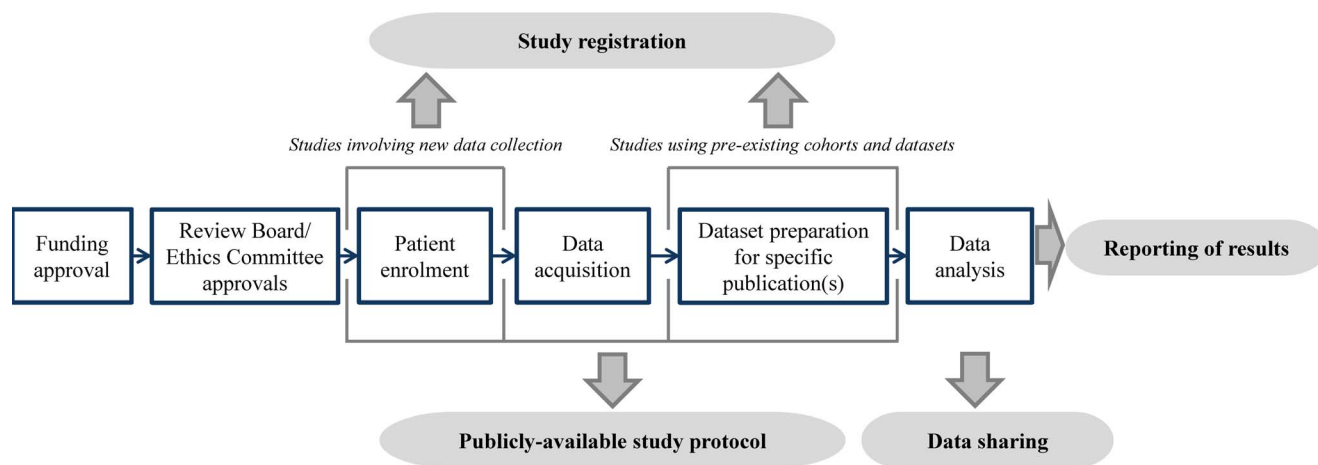 Study registration
Studies involving new data collection
Studies using pre-existing cohorts and datasets
Funding
approval
Review Board/
Ethics Committee
approvals
Patient
enrolment
Data
acquisition
Dataset preparation
for specific
publication(s)
Data
analysis
Reporting of results
Publicly-available study protocol
Data sharing